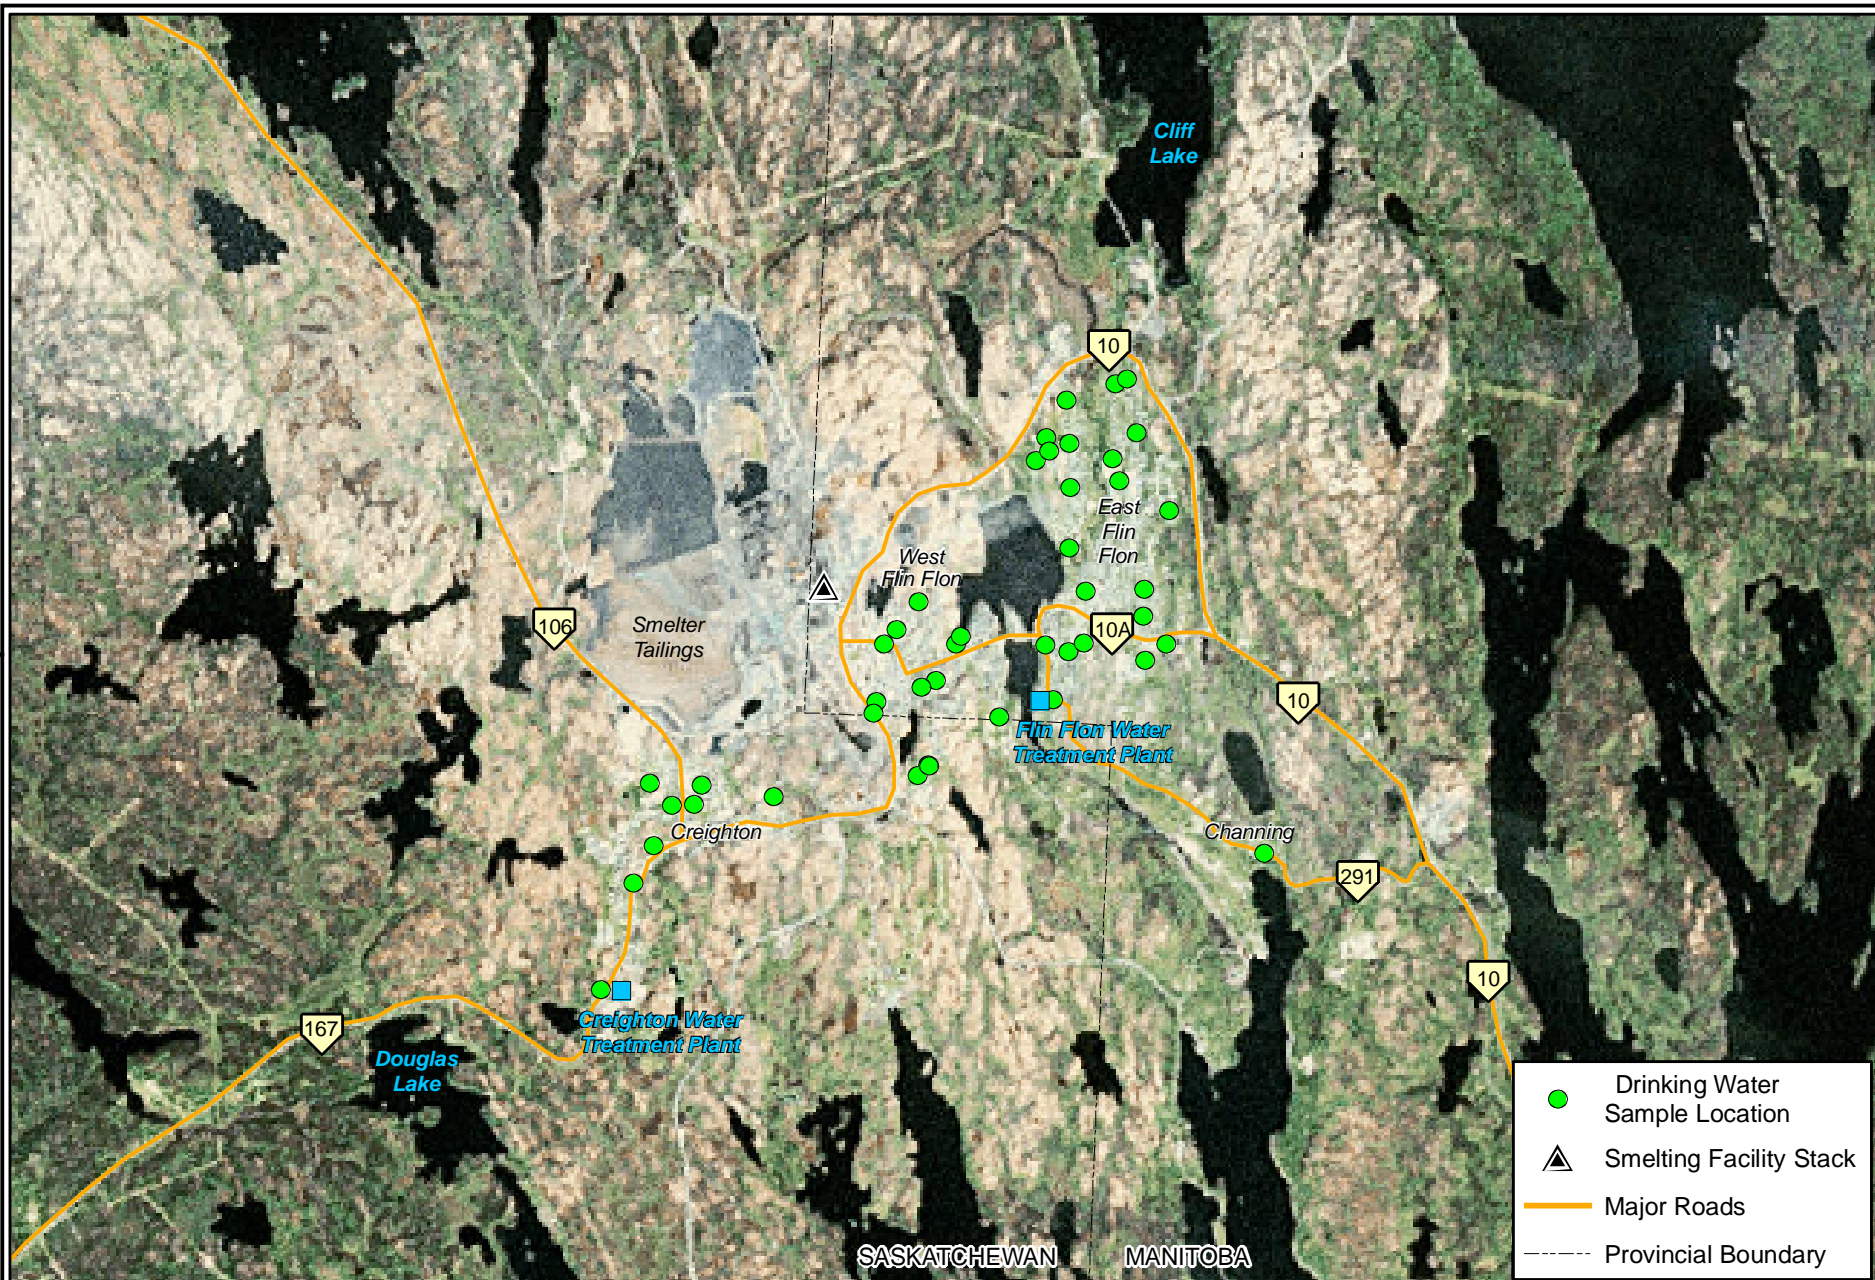 Cliff
Lake
10
East
Flin
Flon
West
Flin Flon
106
Smelter
Tailings
10A
10
Flin Flon Water
Treatment Plant
Creighton
Channing
291
10
Creighton Water
Treatment Plant
167
Douglas
Lake
Drinking Water
Sample Location
Smelting Facility Stack
Major Roads
Provincial Boundary
SASKATCHEWAN
MANITOBA